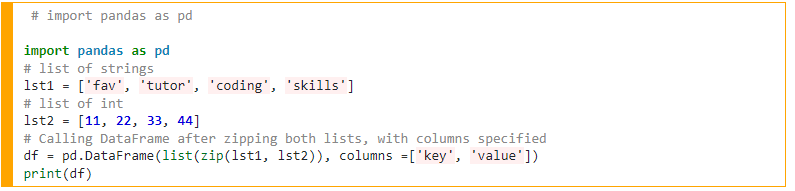 # import pandas as pd
import pandas as pd
# list of strings
lst1 = ['fav', 'tutor', 'coding', 'skills']
# list of int
lst2 = [11, 22, 33, 44]
# Calling DataFrame after zipping both lists, with columns specified
df = pd.DataFrame(list(zip(lst1, lst2)), columns =['key', 'value'])
print(df)